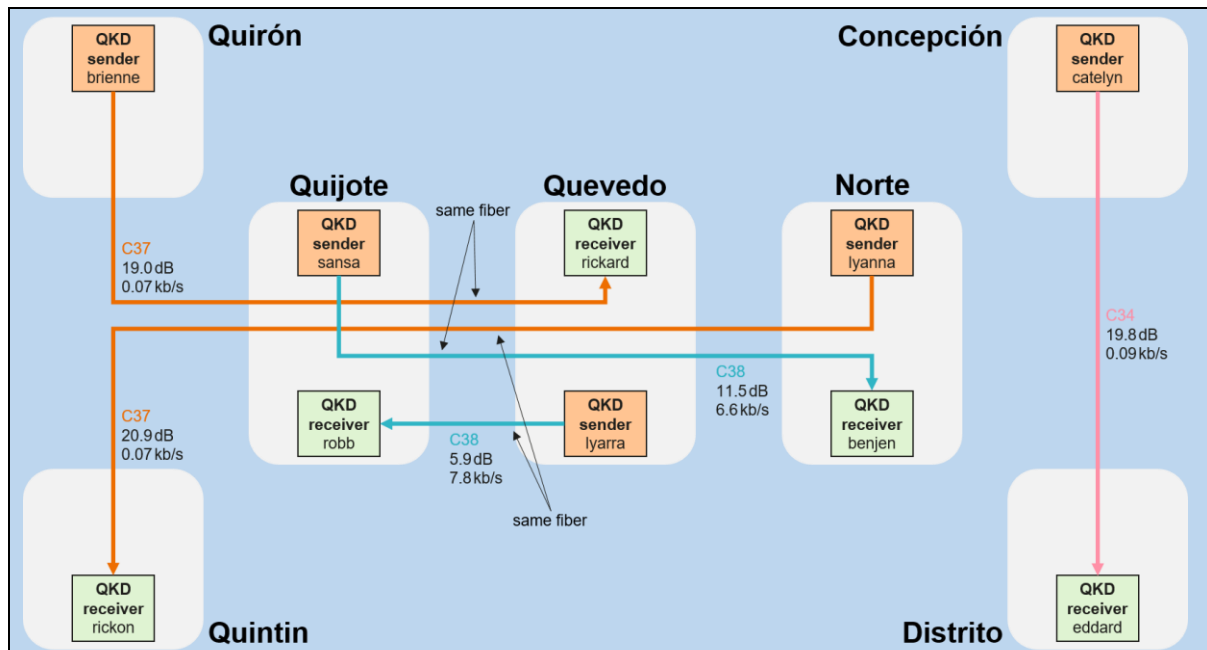 Quirón
QKD
sender
brienne
Concepción
QKD
sender
catelyn
Quijote
Quevedo
Norte
same fiber
QKD
sender
sansa
QKD
receiver
rickard
QKD
sender
lyanna
C37
19.0 dB
0.07 kb/s
C34
19.8 dB
0.09 kb/s
C38
11.5 dB
6.6 kb/s
C37
20.9 dB
0.07 kb/s
QKD
receiver
robb
C38
5.9 dB
7.8 kb/s
QKD
sender
lyarra
QKD
receiver
benjen
same fiber
QKD
receiver
rickon
Quintin
Distrito
QKD
receiver
eddard